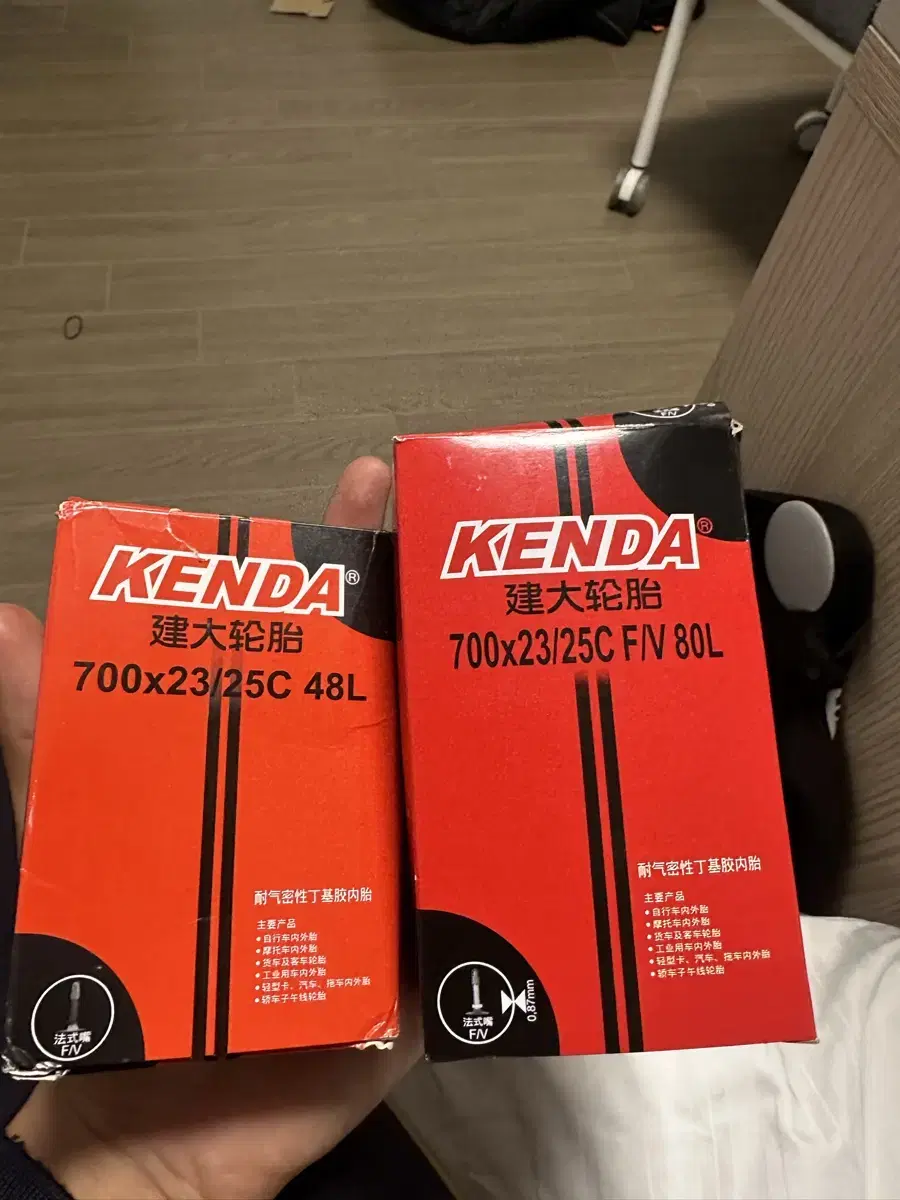 KENDA®
建大轮胎
700x23/25C 48L
耐气密性丁基胶内胎
主要产品
• 自行车内外胎
• 摩托车内外胎
• 货车及客车轮胎
• 工业用车内外胎
• 轻型卡、汽车、拖车内外胎
• 轿车子午线轮胎
法式嘴
F/V
F/V
KENDA®
建大轮胎
700x23/25C F/V 80L
耐气密性丁基胶内胎
主要产品
• 自行车内外胎
• 摩托车内外胎
• 货车及客车轮胎
• 工业用车内外胎
• 轻型卡、汽车、拖车内外胎
• 轿车子午线轮胎
法式嘴
F/V
0.87mm